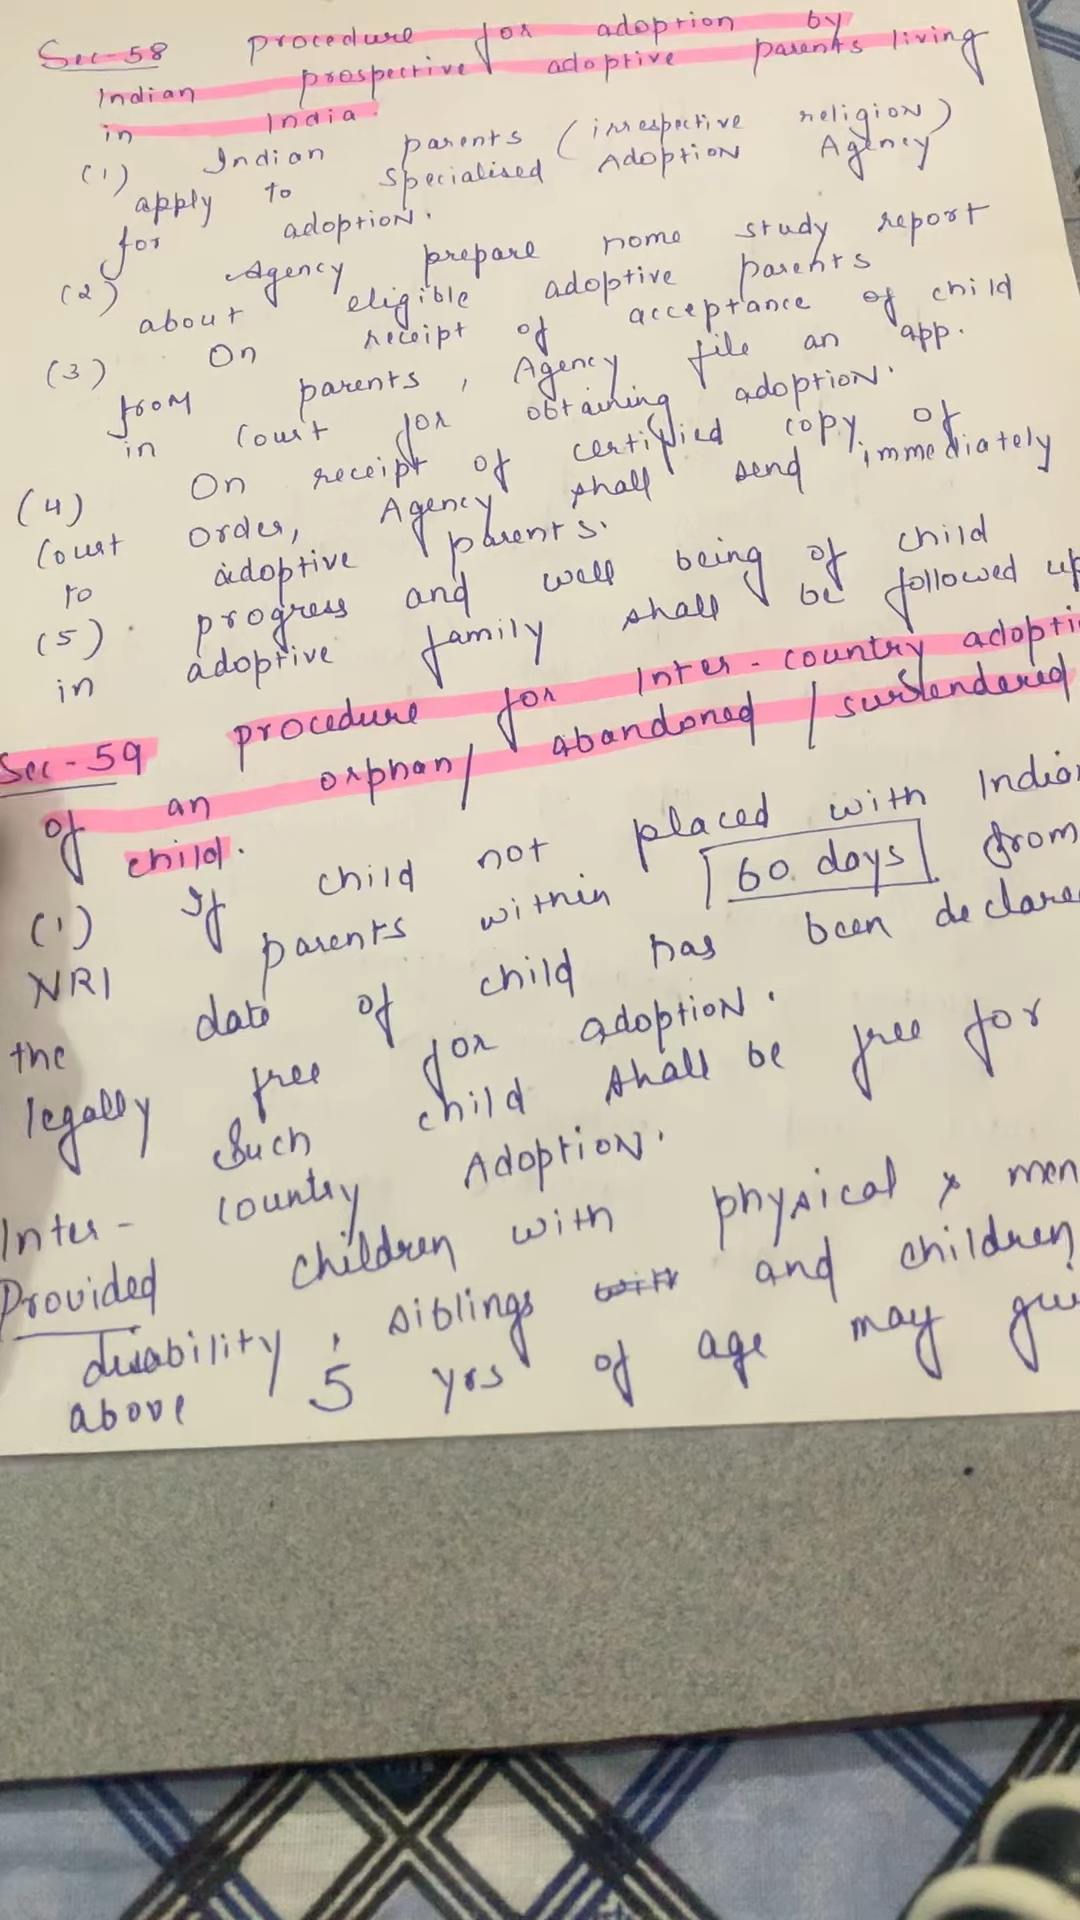 Sec-58 procedure for adoption by
Indian prospective adoptive parents living
in India.
(1) Indian parents (irrespective religion)
apply to specialised Adoption Agency
for adoption.
(2) Agency prepare home study report
about eligible adoptive parents
(3) On receipt of acceptance of child
from parents, Agency file an app.
in Court for obtaining adoption.
(4) On receipt of certified copy of
Court order, Agency shall send immediately
to adoptive parents.
(5) progress and well being of child
in adoptive family shall be followed up
Sec-59 procedure for Inter-country adopti
of an orphan/ abandoned / surrendered
child.
(1) If child not placed with Indian
NRI parents within 60 days from
the date of child has been declare
legally free for adoption.
Such child shall be free for
Inter- country Adoption.
Provided children with physical & men
disability, siblings and children
above 5 yrs of age may